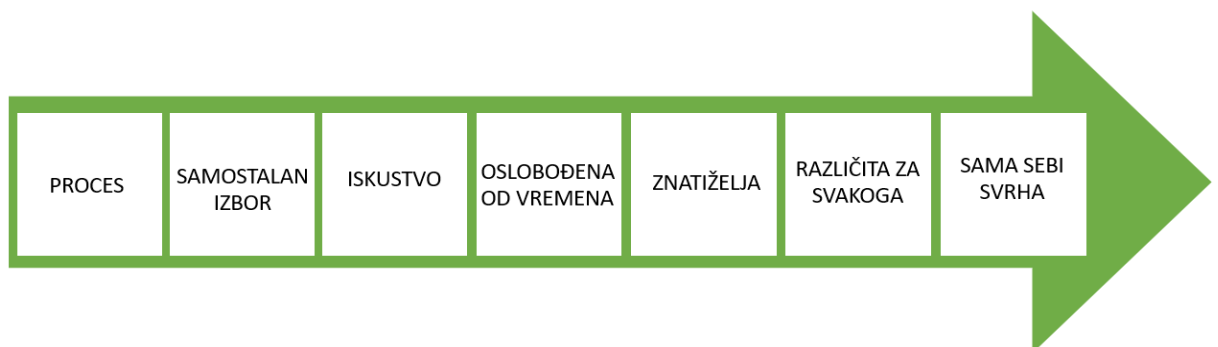 PROCES
SAMOSTALAN
IZBOR
ISKUSTVO
OSLOBOĐENA
OD VREMENA
ZNATIŽELJA
RAZLIČITA ZA
SVAKOGA
SAMA SEBI
SVRHA